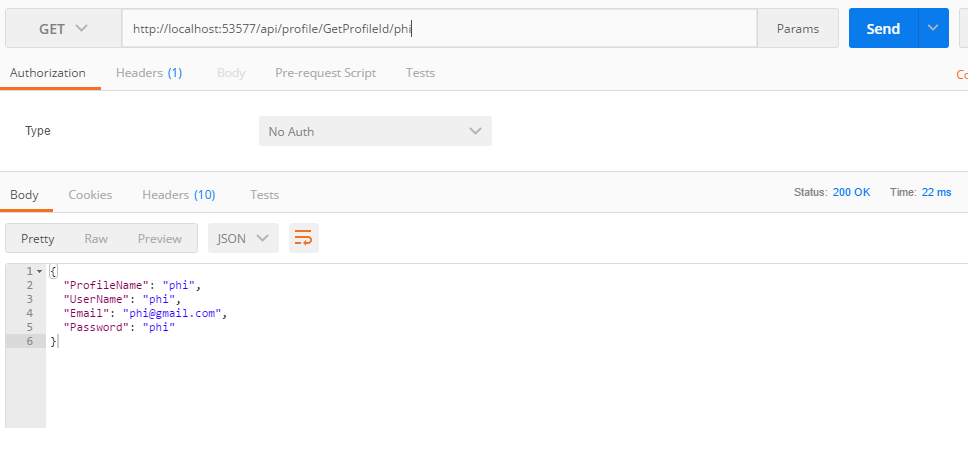 GET http://localhost:53577/api/profile/GetProfileId/phi Params Send
Authorization Headers (1) Body Pre-request Script Tests
Type No Auth
Body Cookies Headers (10) Tests Status: 200 OK Time: 22 ms
Pretty Raw Preview JSON
1 {
2 "ProfileName": "phi",
3 "UserName": "phi",
4 "Email": "phi@gmail.com",
5 "Password": "phi"
6 }